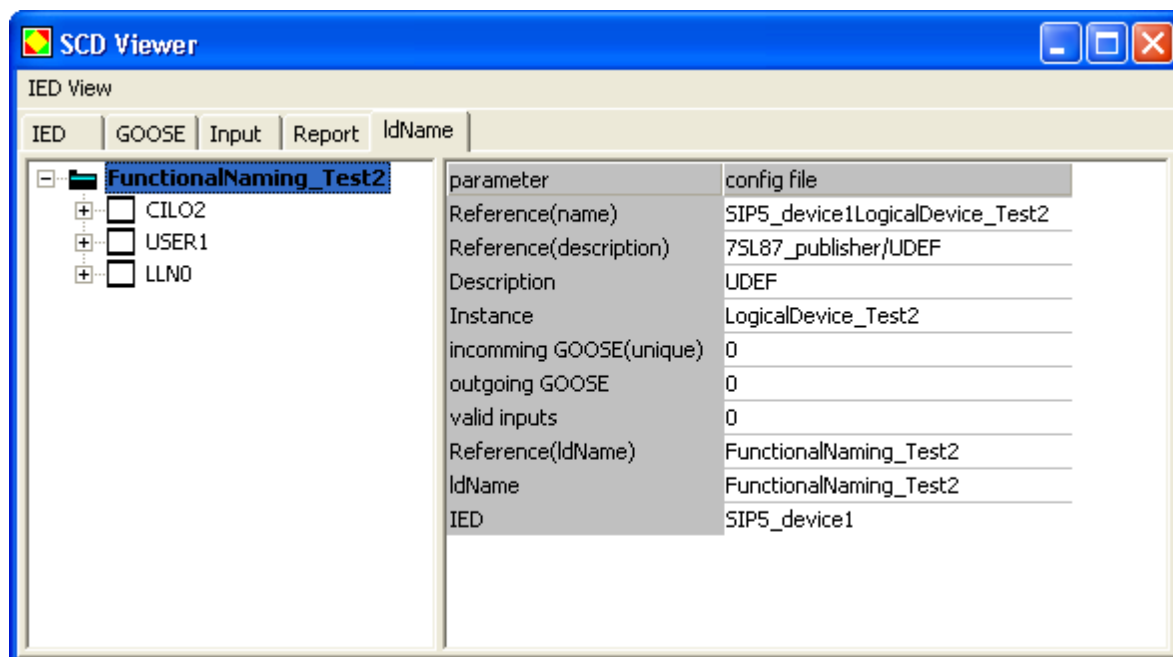 SCD Viewer
IED View
IED GOOSE Input Report ldName
FunctionalNaming_Test2
CILO2
USER1
LLN0
parameter config file
Reference(name) SIP5_device1LogicalDevice_Test2
Reference(description) 7SL87_publisher/UDEF
Description UDEF
Instance LogicalDevice_Test2
incomming GOOSE(unique) 0
outgoing GOOSE 0
valid inputs 0
Reference(ldName) FunctionalNaming_Test2
ldName FunctionalNaming_Test2
IED SIP5_device1